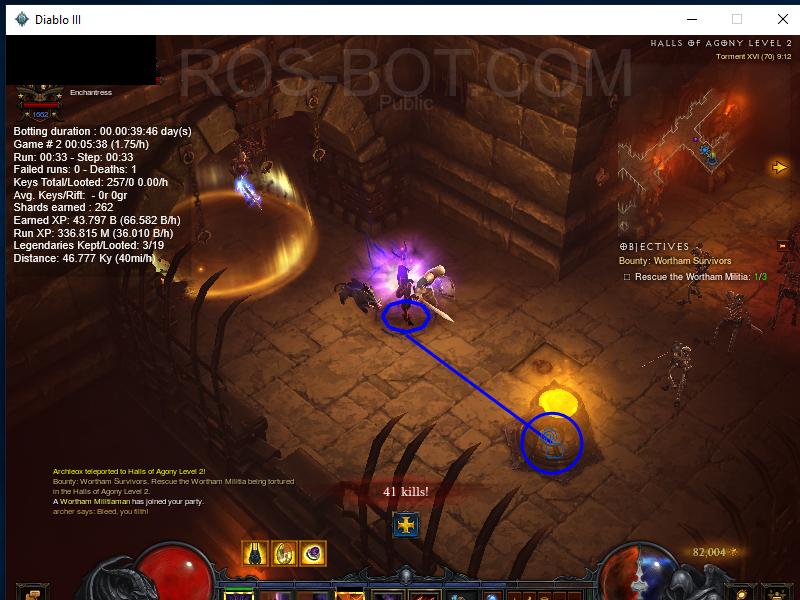 Diablo III
ROS-BOT.COM
Public
HALLS OF AGONY LEVEL 2
Torment XVI (70) 9:12
Enchantress
1662
Botting duration : 00.00:39:46 day(s)
Game # 2 00:05:38 (1.75/h)
Run: 00:33 - Step: 00:33
Failed runs: 0 - Deaths: 1
Keys Total/Looted: 257/0 0.00/h
Avg. Keys/Rift:  - 0r 0gr
Shards earned : 262
Earned XP: 43.797 B (66.582 B/h)
Run XP: 336.815 M (36.010 B/h)
Legendaries Kept/Looted: 3/19
Distance: 46.777 Ky (40mi/h)
OBJECTIVES
Bounty: Wortham Survivors
Rescue the Wortham Militia: 1/3
Archleox teleported to Halls of Agony Level 2!
Bounty: Wortham Survivors. Rescue the Wortham Militia being tortured
in the Halls of Agony Level 2.
A Wortham Militiaman has joined your party.
archer says: Bleed, you filth!
41 kills!
82,004